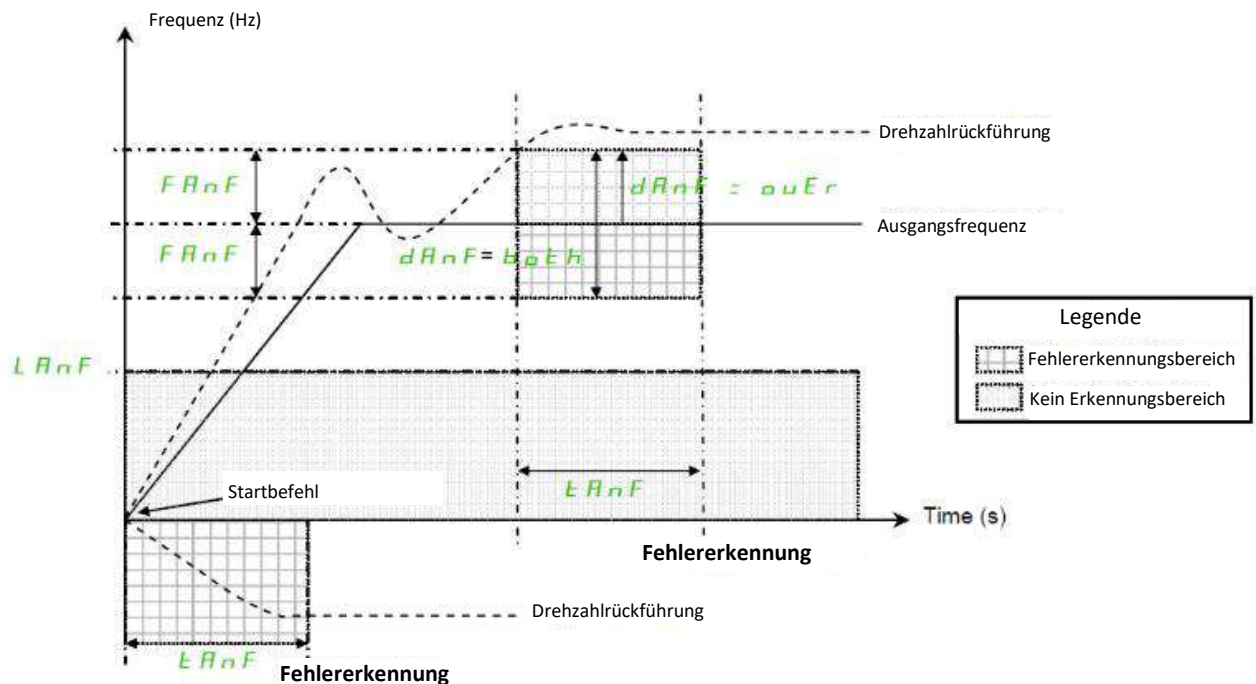 Frequenz (Hz)
Drehzahlrückführung
FAnF
dAnF = ouEr
Ausgangsfrequenz
FAnF
dAnF = both
Legende
LAnF
Fehlererkennungsbereich
Kein Erkennungsbereich
tAnF
Startbefehl
Time (s)
Fehlererkennung
Drehzahlrückführung
tAnF
Fehlererkennung